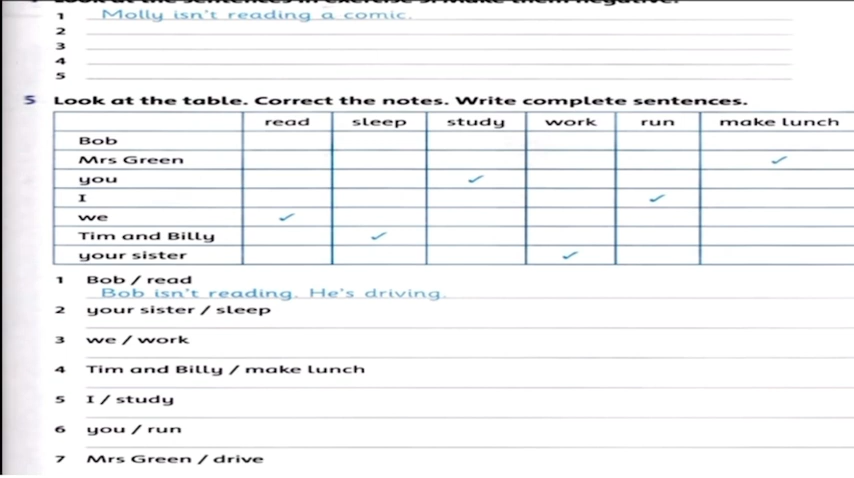 1 Molly isn't reading a comic.
2
3
4
5
5 Look at the table. Correct the notes. Write complete sentences.
read sleep study work run make lunch
Bob
Mrs Green ✓
you ✓
I ✓
we ✓
Tim and Billy ✓
your sister ✓
1 Bob / read
Bob isn't reading. He's driving.
2 your sister / sleep
3 we / work
4 Tim and Billy / make lunch
5 I / study
6 you / run
7 Mrs Green / drive